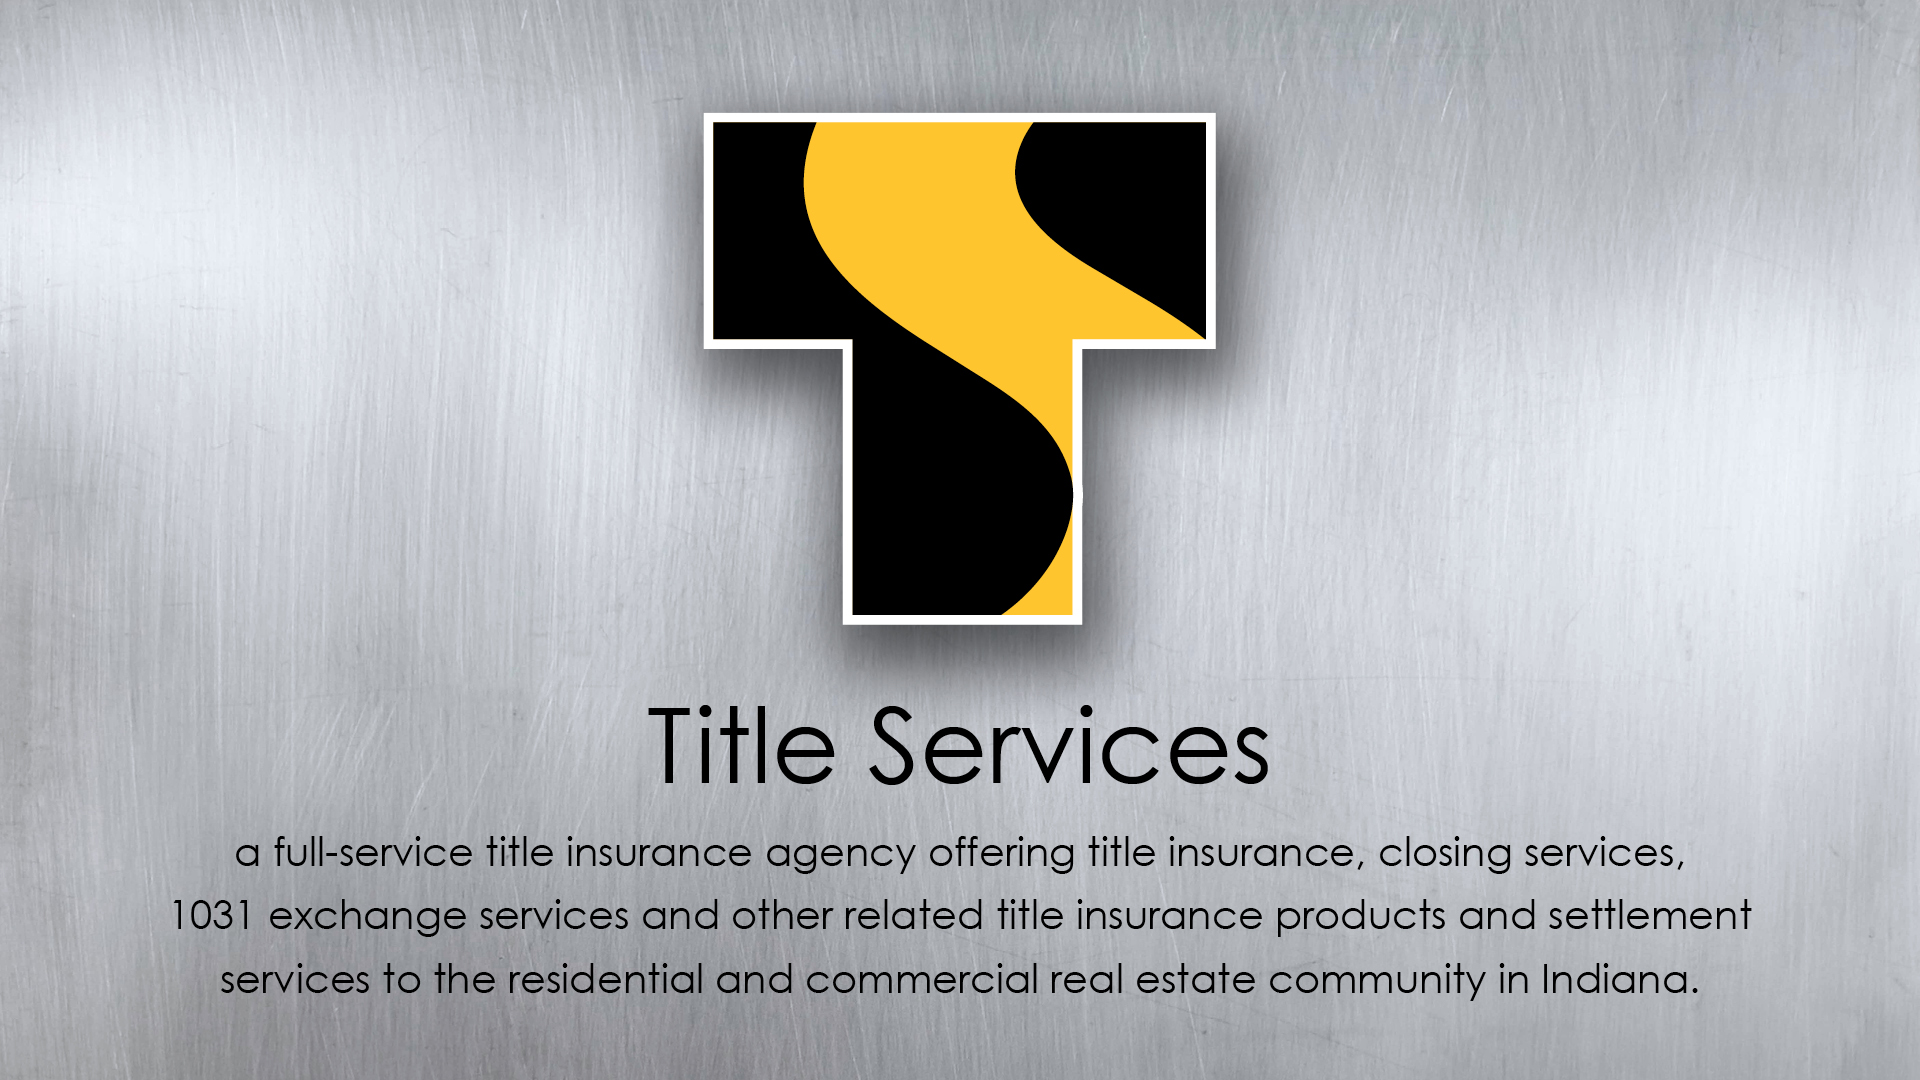 Title Services
a full-service title insurance agency offering title insurance, closing services,
1031 exchange services and other related title insurance products and settlement
services to the residential and commercial real estate community in Indiana.